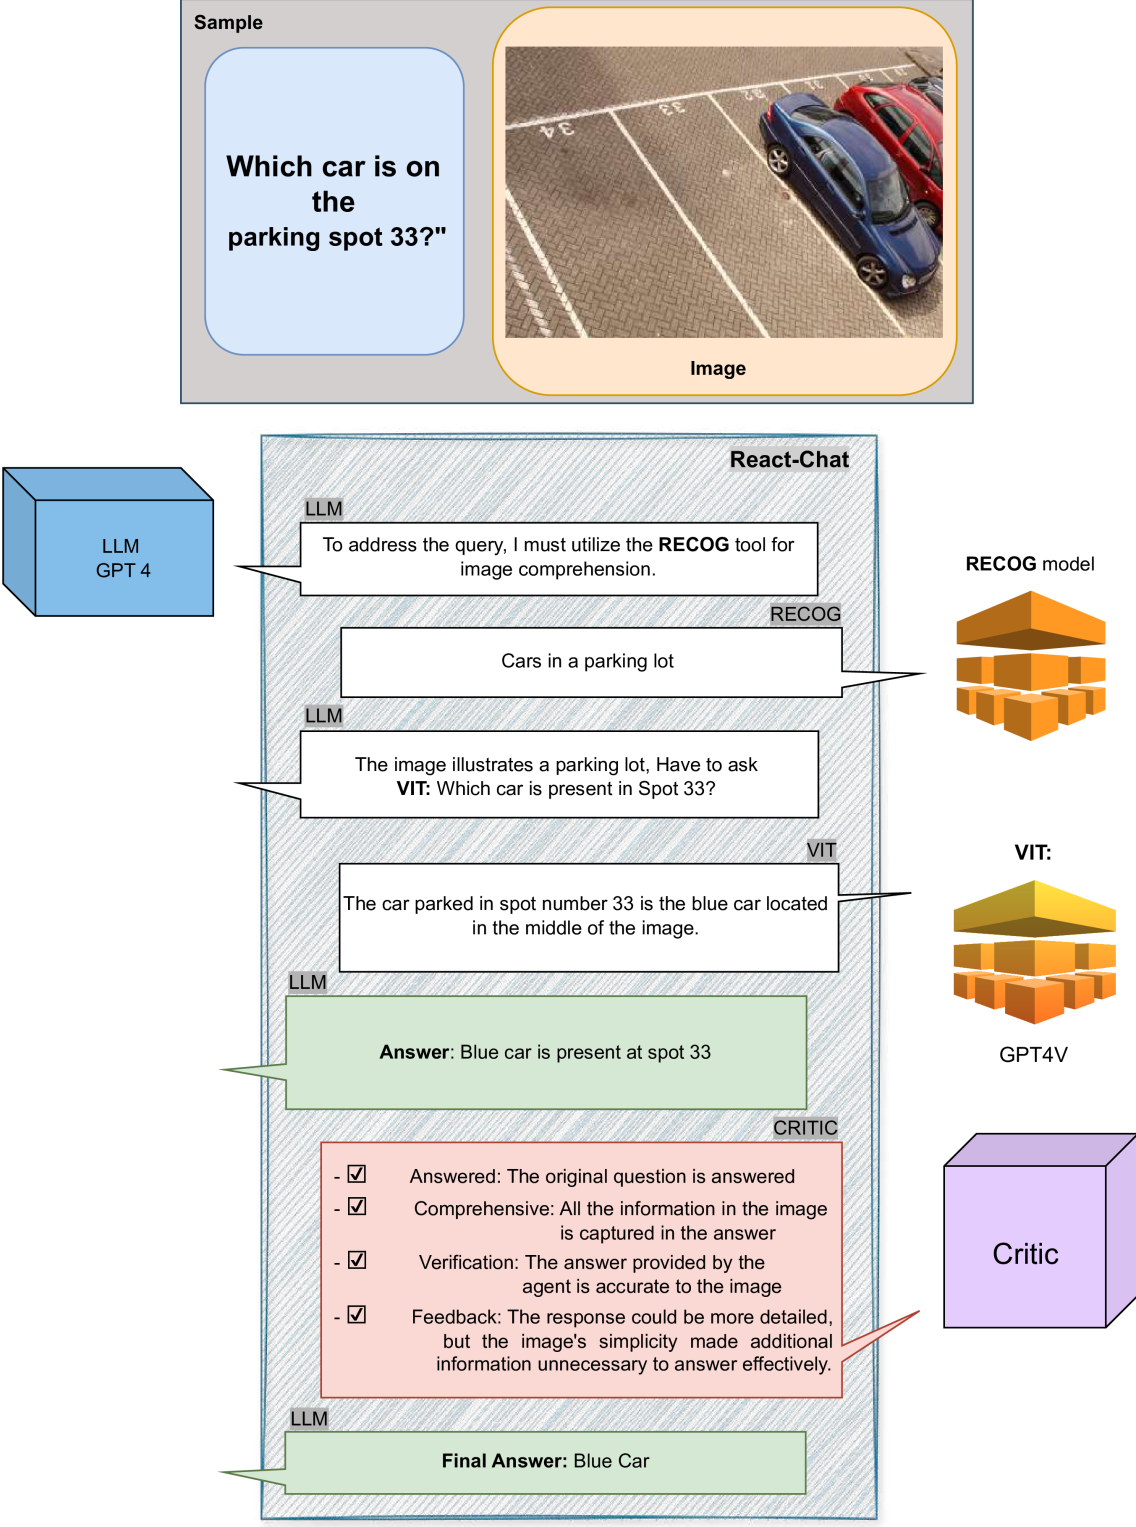 Sample
Which car is on
the
parking spot 33?"
34
33
32
31
Image
React-Chat
LLM
GPT 4
LLM
To address the query, I must utilize the RECOG tool for
image comprehension.
RECOG model
RECOG
Cars in a parking lot
LLM
The image illustrates a parking lot, Have to ask
VIT: Which car is present in Spot 33?
VIT
The car parked in spot number 33 is the blue car located
in the middle of the image.
VIT:
GPT4V
LLM
Answer: Blue car is present at spot 33
CRITIC
- ☑ Answered: The original question is answered
- ☑ Comprehensive: All the information in the image
is captured in the answer
- ☑ Verification: The answer provided by the
agent is accurate to the image
- ☑ Feedback: The response could be more detailed,
but the image's simplicity made additional
information unnecessary to answer effectively.
Critic
LLM
Final Answer: Blue Car